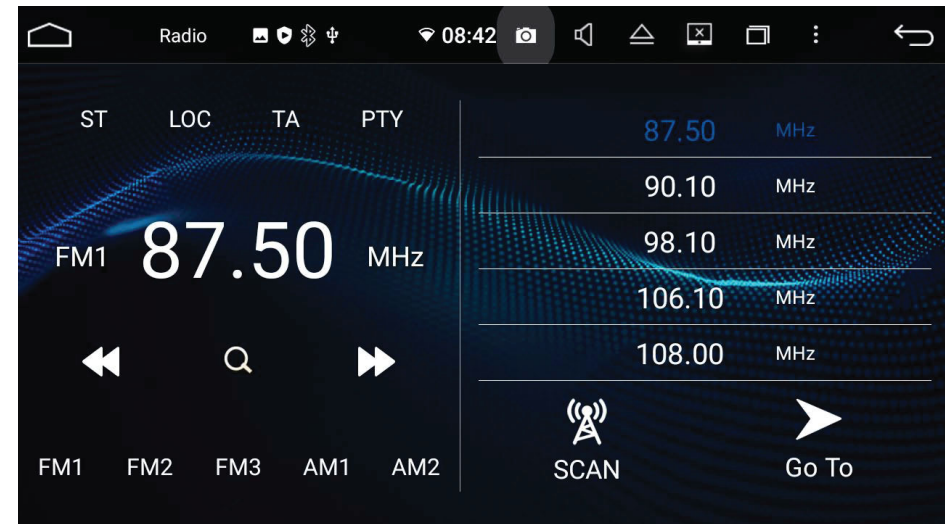 Radio 08:42
ST LOC TA PTY
FM1 87.50 MHz
FM1 FM2 FM3 AM1 AM2
87.50 MHz
90.10 MHz
98.10 MHz
106.10 MHz
108.00 MHz
SCAN Go To